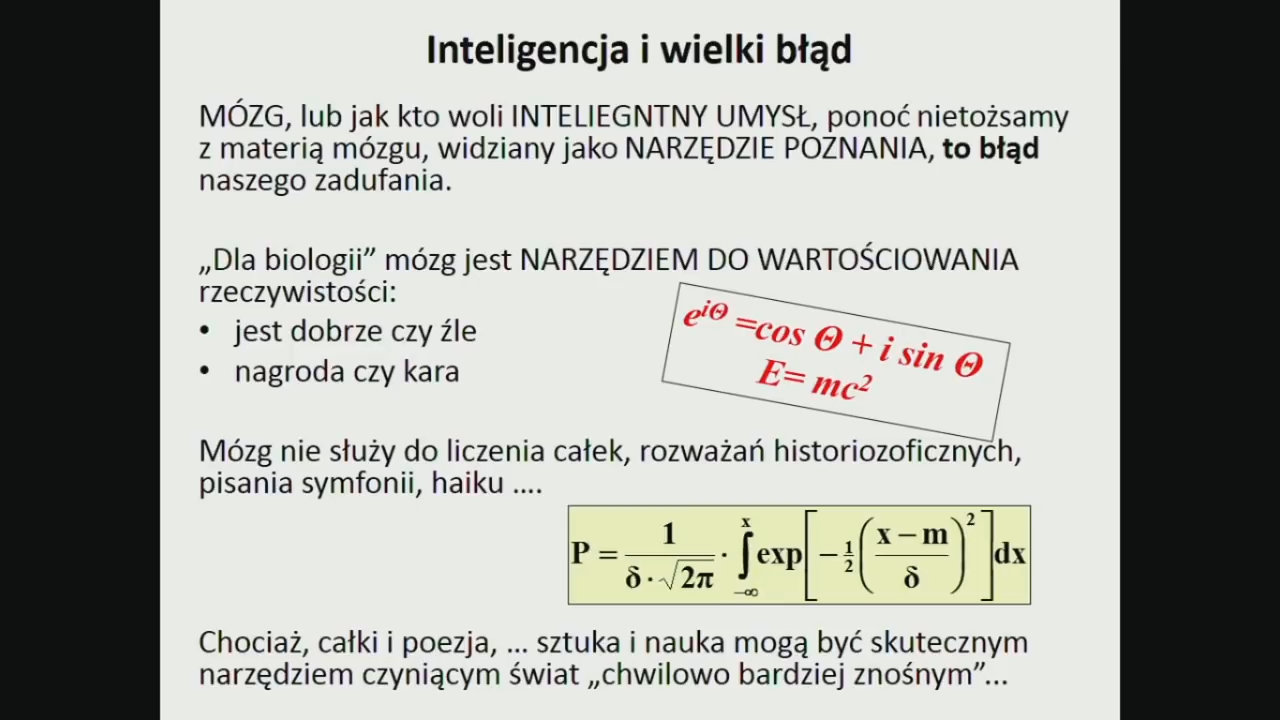 Inteligencja i wielki błąd
MÓZG, lub jak kto woli INTELIEGNTNY UMYSŁ, ponoć nietożsamy
z materią mózgu, widziany jako NARZĘDZIE POZNANIA, to błąd
naszego zadufania.
„Dla biologii” mózg jest NARZĘDZIEM DO WARTOŚCIOWANIA
rzeczywistości:
• jest dobrze czy źle
• nagroda czy kara
e^{iΘ} =cos Θ + i sin Θ
E= mc²
Mózg nie służy do liczenia całek, rozważań historiozoficznych,
pisania symfonii, haiku ….
P = 1/(δ·√2π) · ∫_{-∞}^{x} exp[−½((x−m)/δ)²]dx
Chociaż, całki i poezja, … sztuka i nauka mogą być skutecznym
narzędziem czyniącym świat „chwilowo bardziej znośnym”...